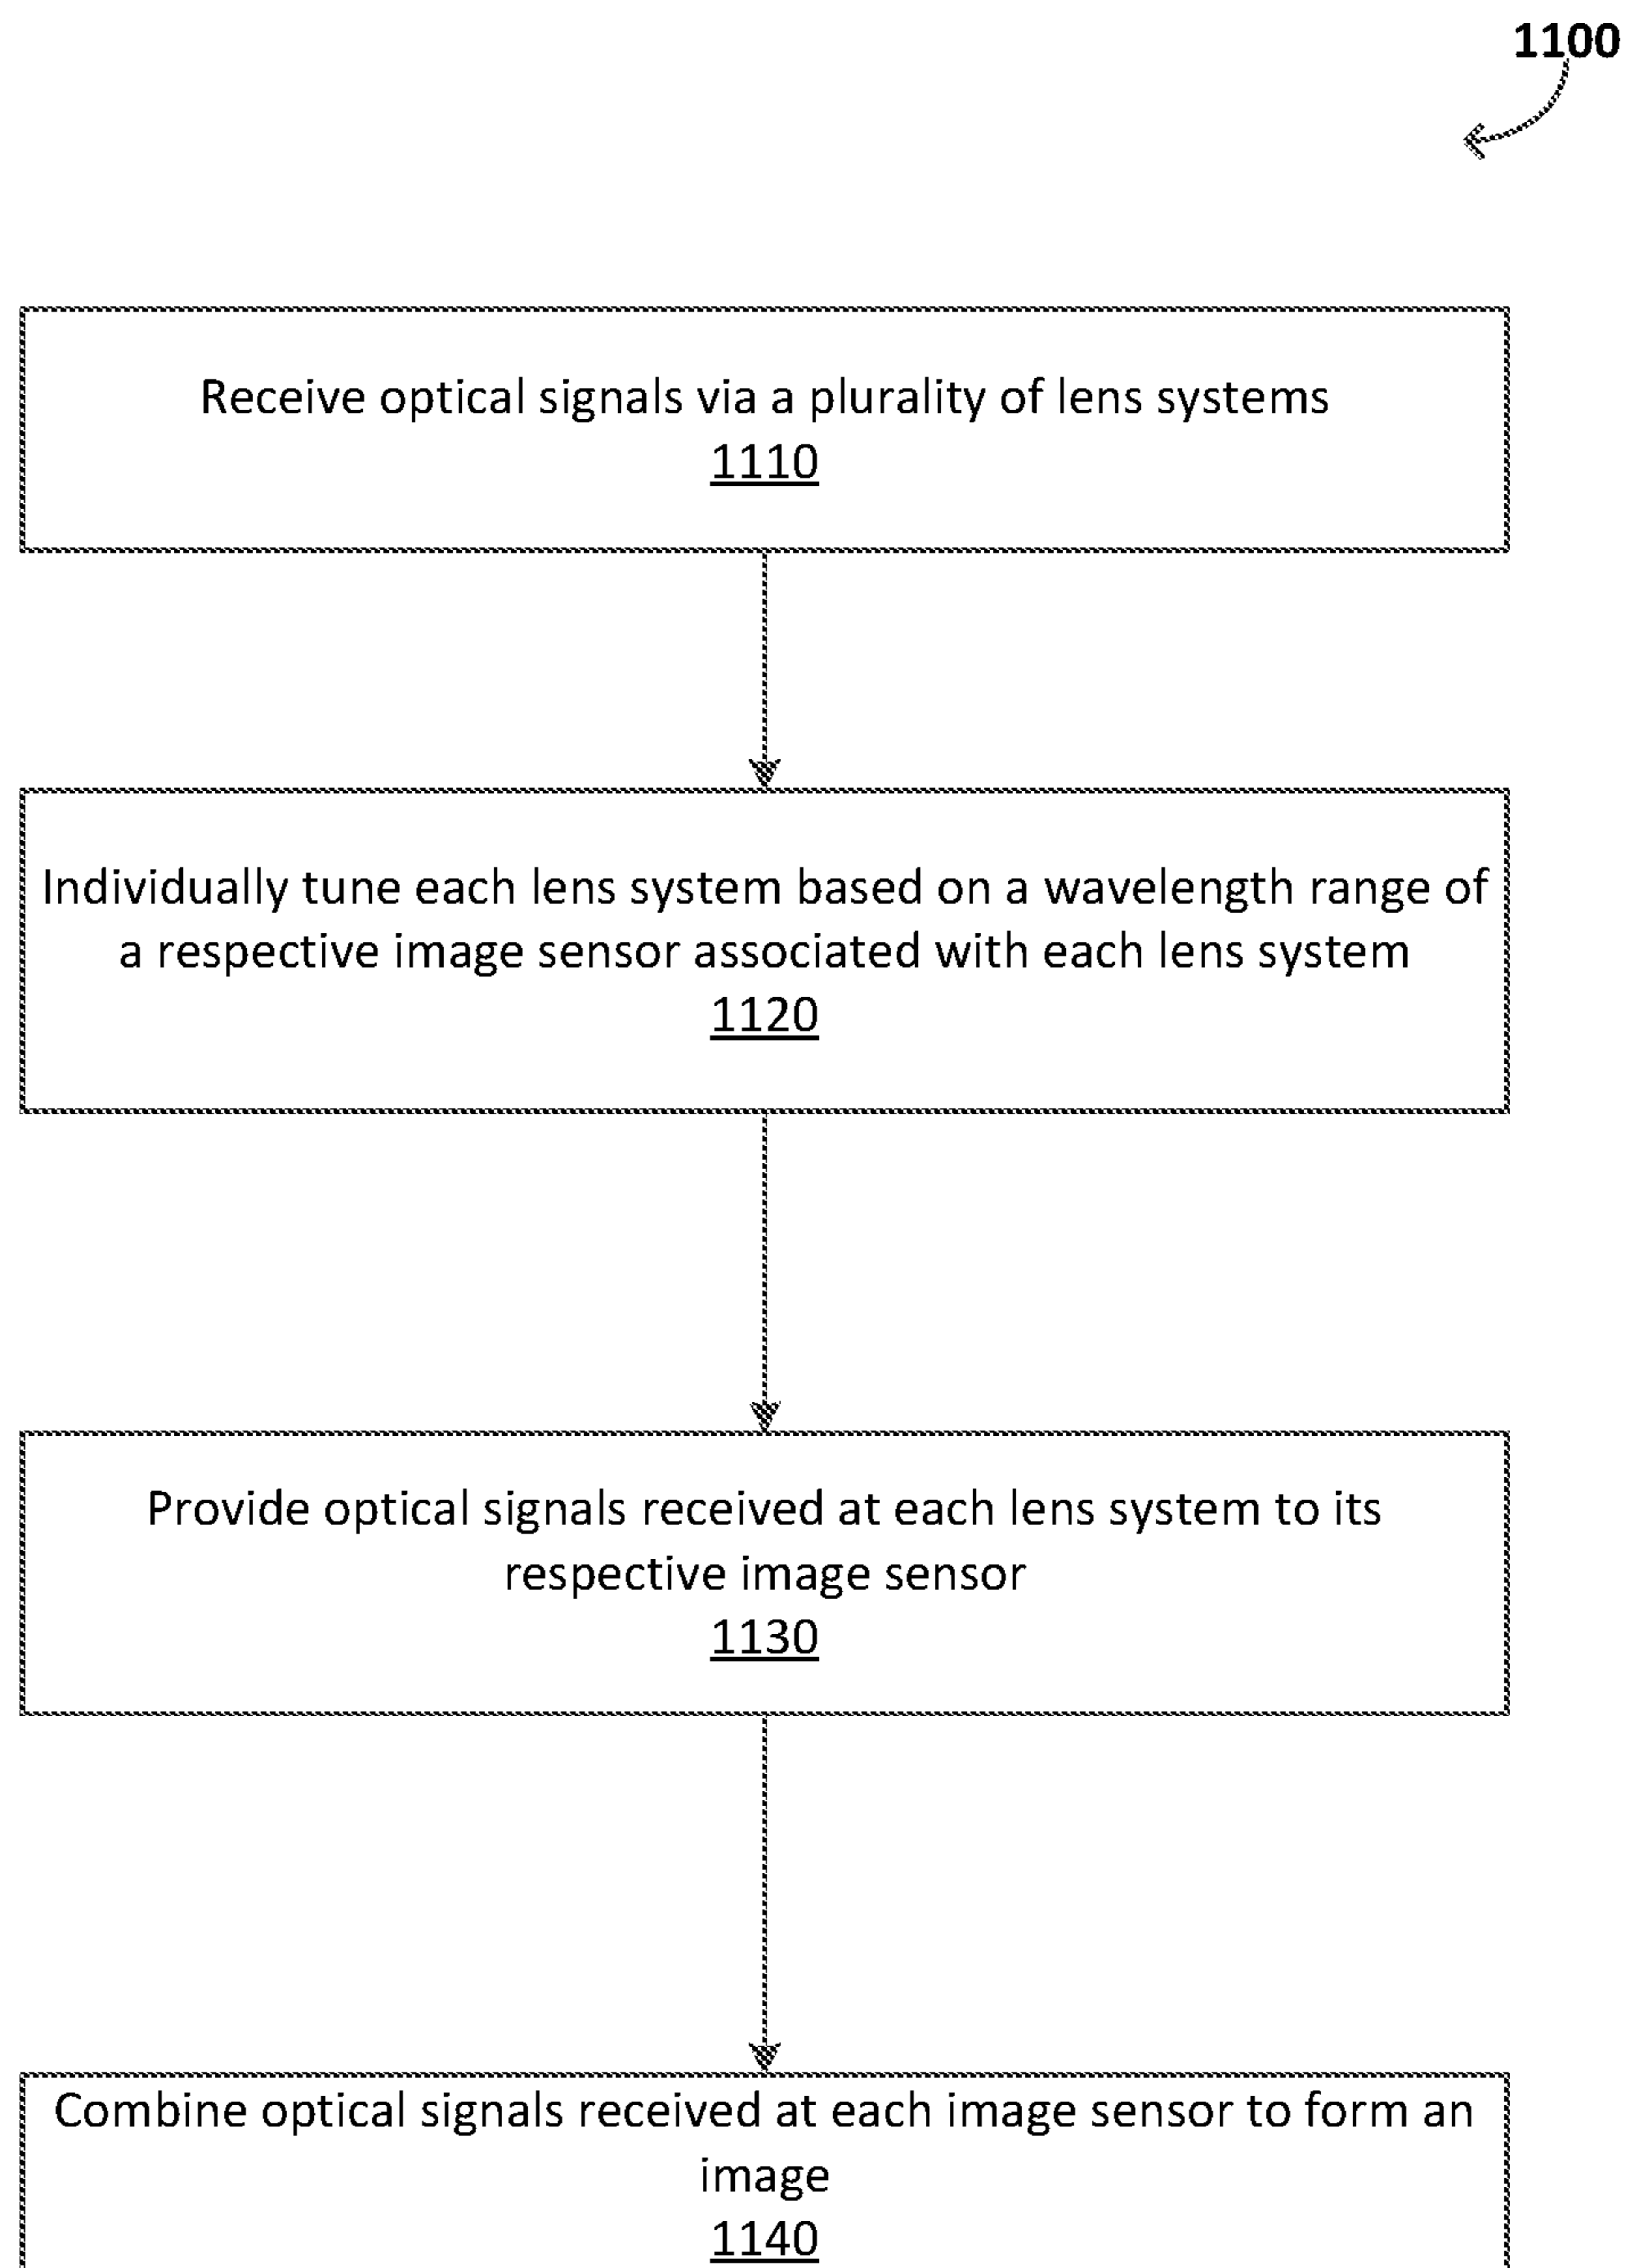 1100
Receive optical signals via a plurality of lens systems
1110
Individually tune each lens system based on a wavelength range of
a respective image sensor associated with each lens system
1120
Provide optical signals received at each lens system to its
respective image sensor
1130
Combine optical signals received at each image sensor to form an
image
1140